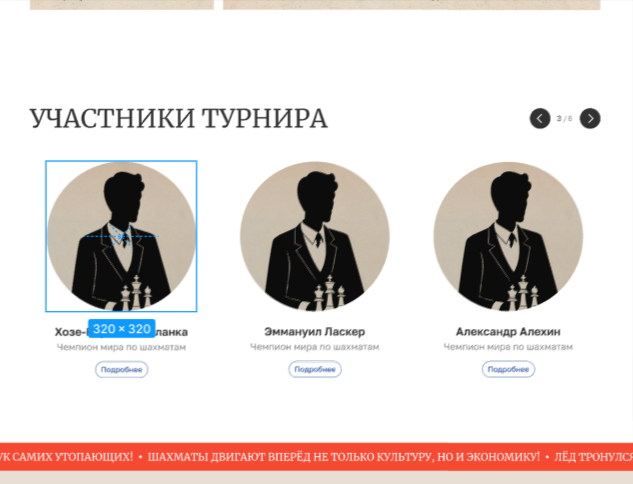 УЧАСТНИКИ ТУРНИРА
3 / 6
320 × 320
Хозе- ланка
Эммануил Ласкер
Александр Алехин
Чемпион мира по шахматам
Чемпион мира по шахматам
Чемпион мира по шахматам
Подробнее
Подробнее
Подробнее
УК САМИХ УТОПАЮЩИХ! • ШАХМАТЫ ДВИГАЮТ ВПЕРЁД НЕ ТОЛЬКО КУЛЬТУРУ, НО И ЭКОНОМИКУ! • ЛЁД ТРОНУЛСЯ